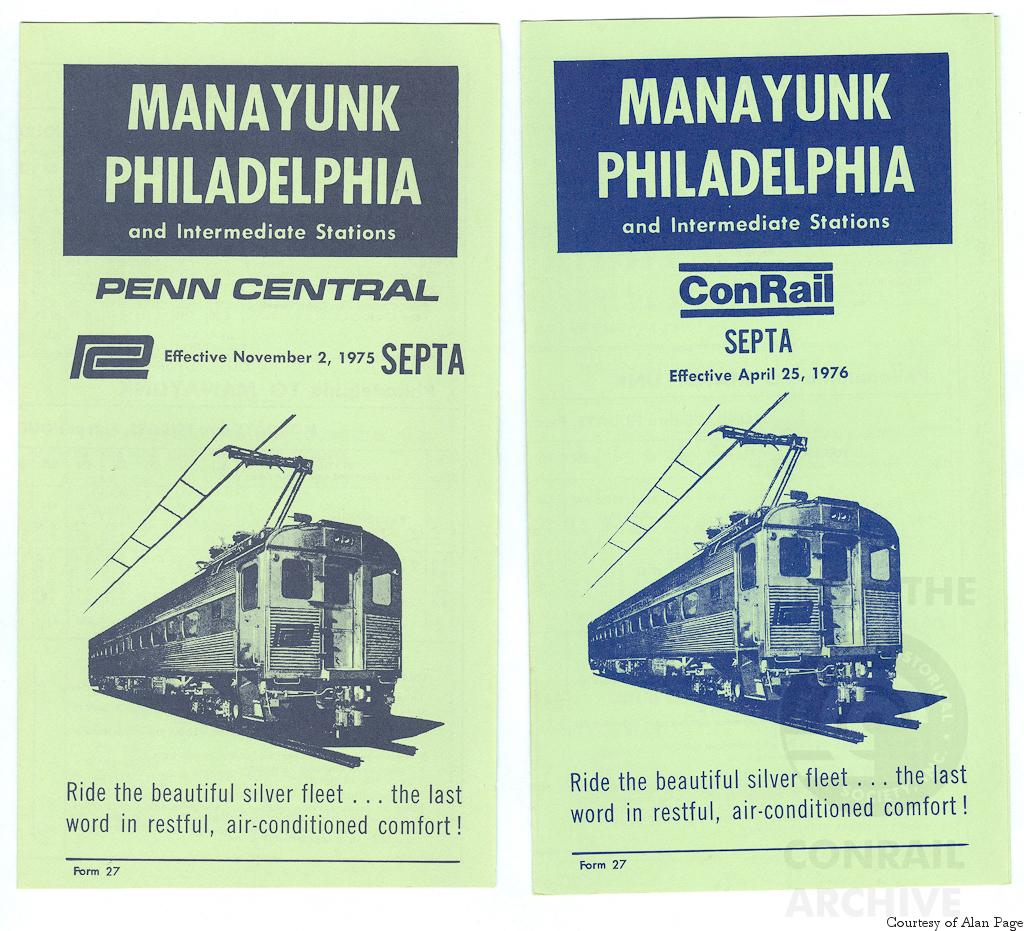 MANAYUNK
PHILADELPHIA
and Intermediate Stations
PENN CENTRAL
Effective November 2, 1975 SEPTA
Ride the beautiful silver fleet . . . the last
word in restful, air-conditioned comfort !
Form 27
MANAYUNK
PHILADELPHIA
and Intermediate Stations
ConRail
SEPTA
Effective April 25, 1976
Ride the beautiful silver fleet . . . the last
word in restful, air-conditioned comfort !
Form 27
THE
CONRAIL
ARCHIVE
Courtesy of Alan Page